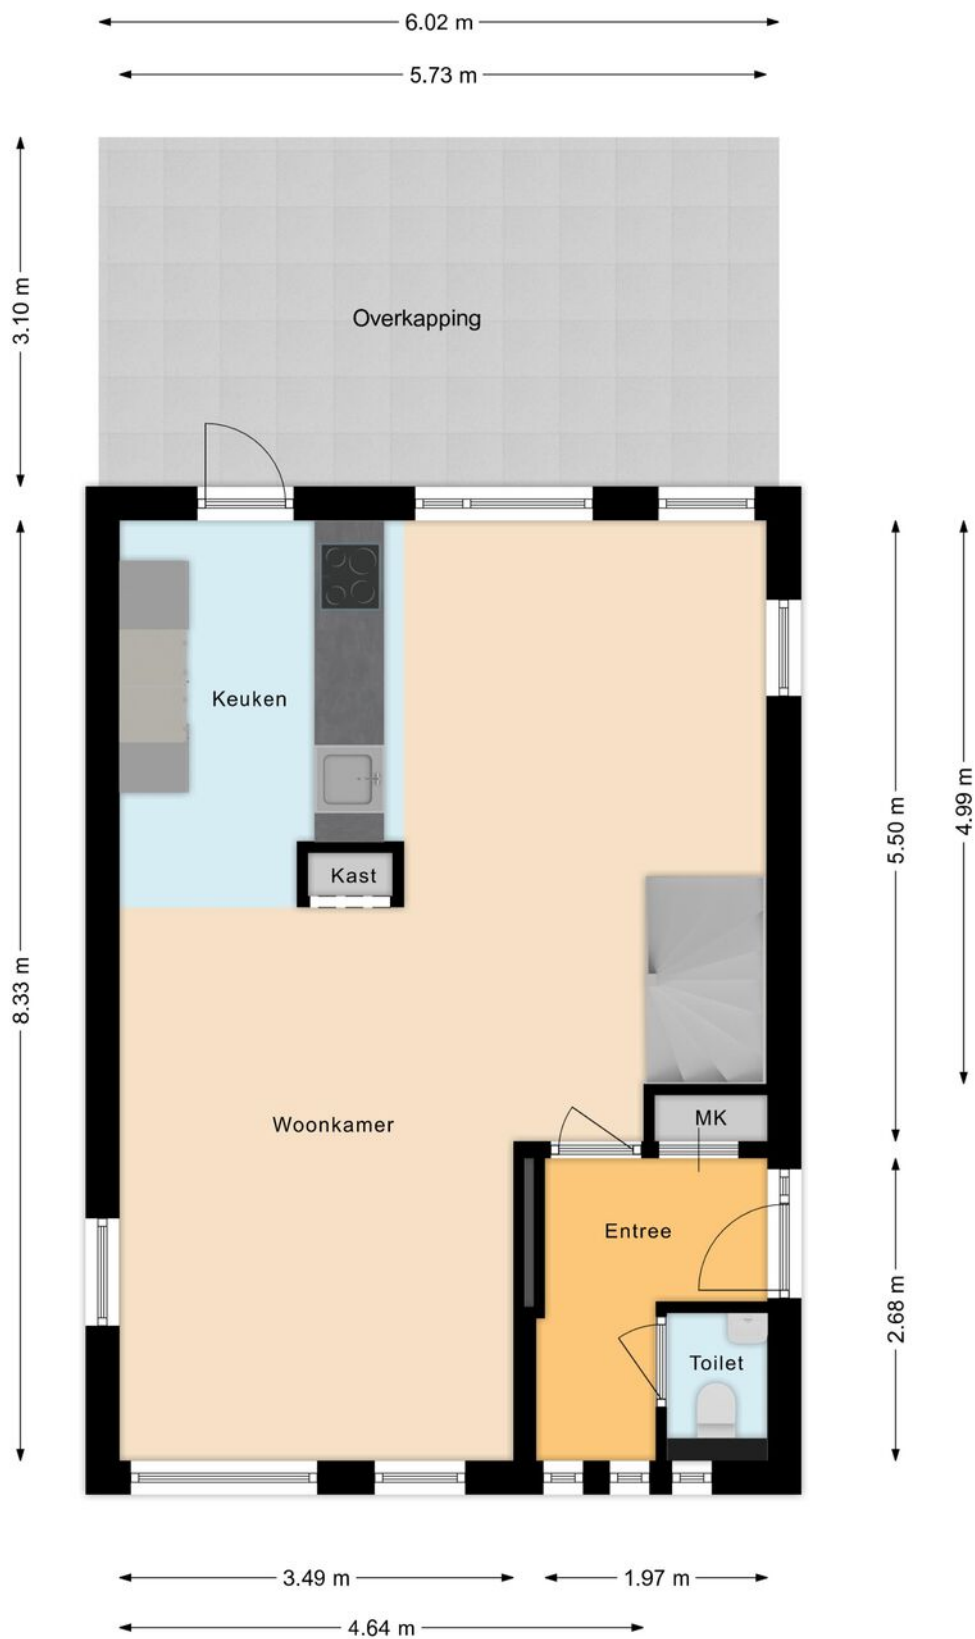 6.02 m
5.73 m
3.10 m
Overkapping
Keuken
4.99 m
5.50 m
Kast
8.33 m
MK
Woonkamer
Entree
2.68 m
Toilet
3.49 m
1.97 m
4.64 m